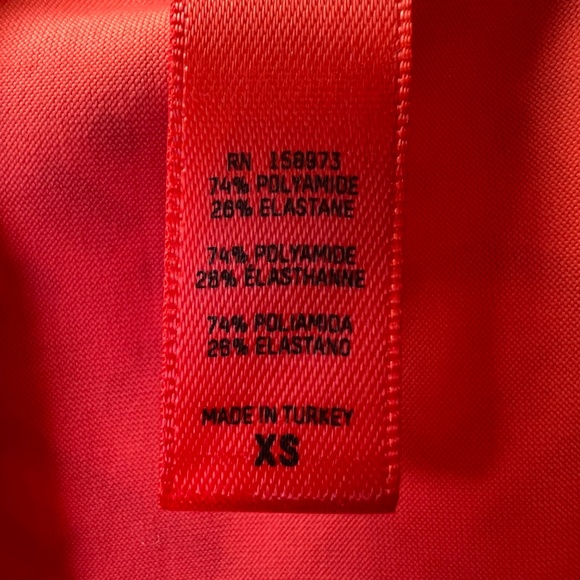 RN 158973
74% POLYAMIDE
26% ELASTANE
74% POLYAMIDE
26% ELASTHANNE
74% POLIAMIDA
26% ELASTANO
MADE IN TURKEY
XS